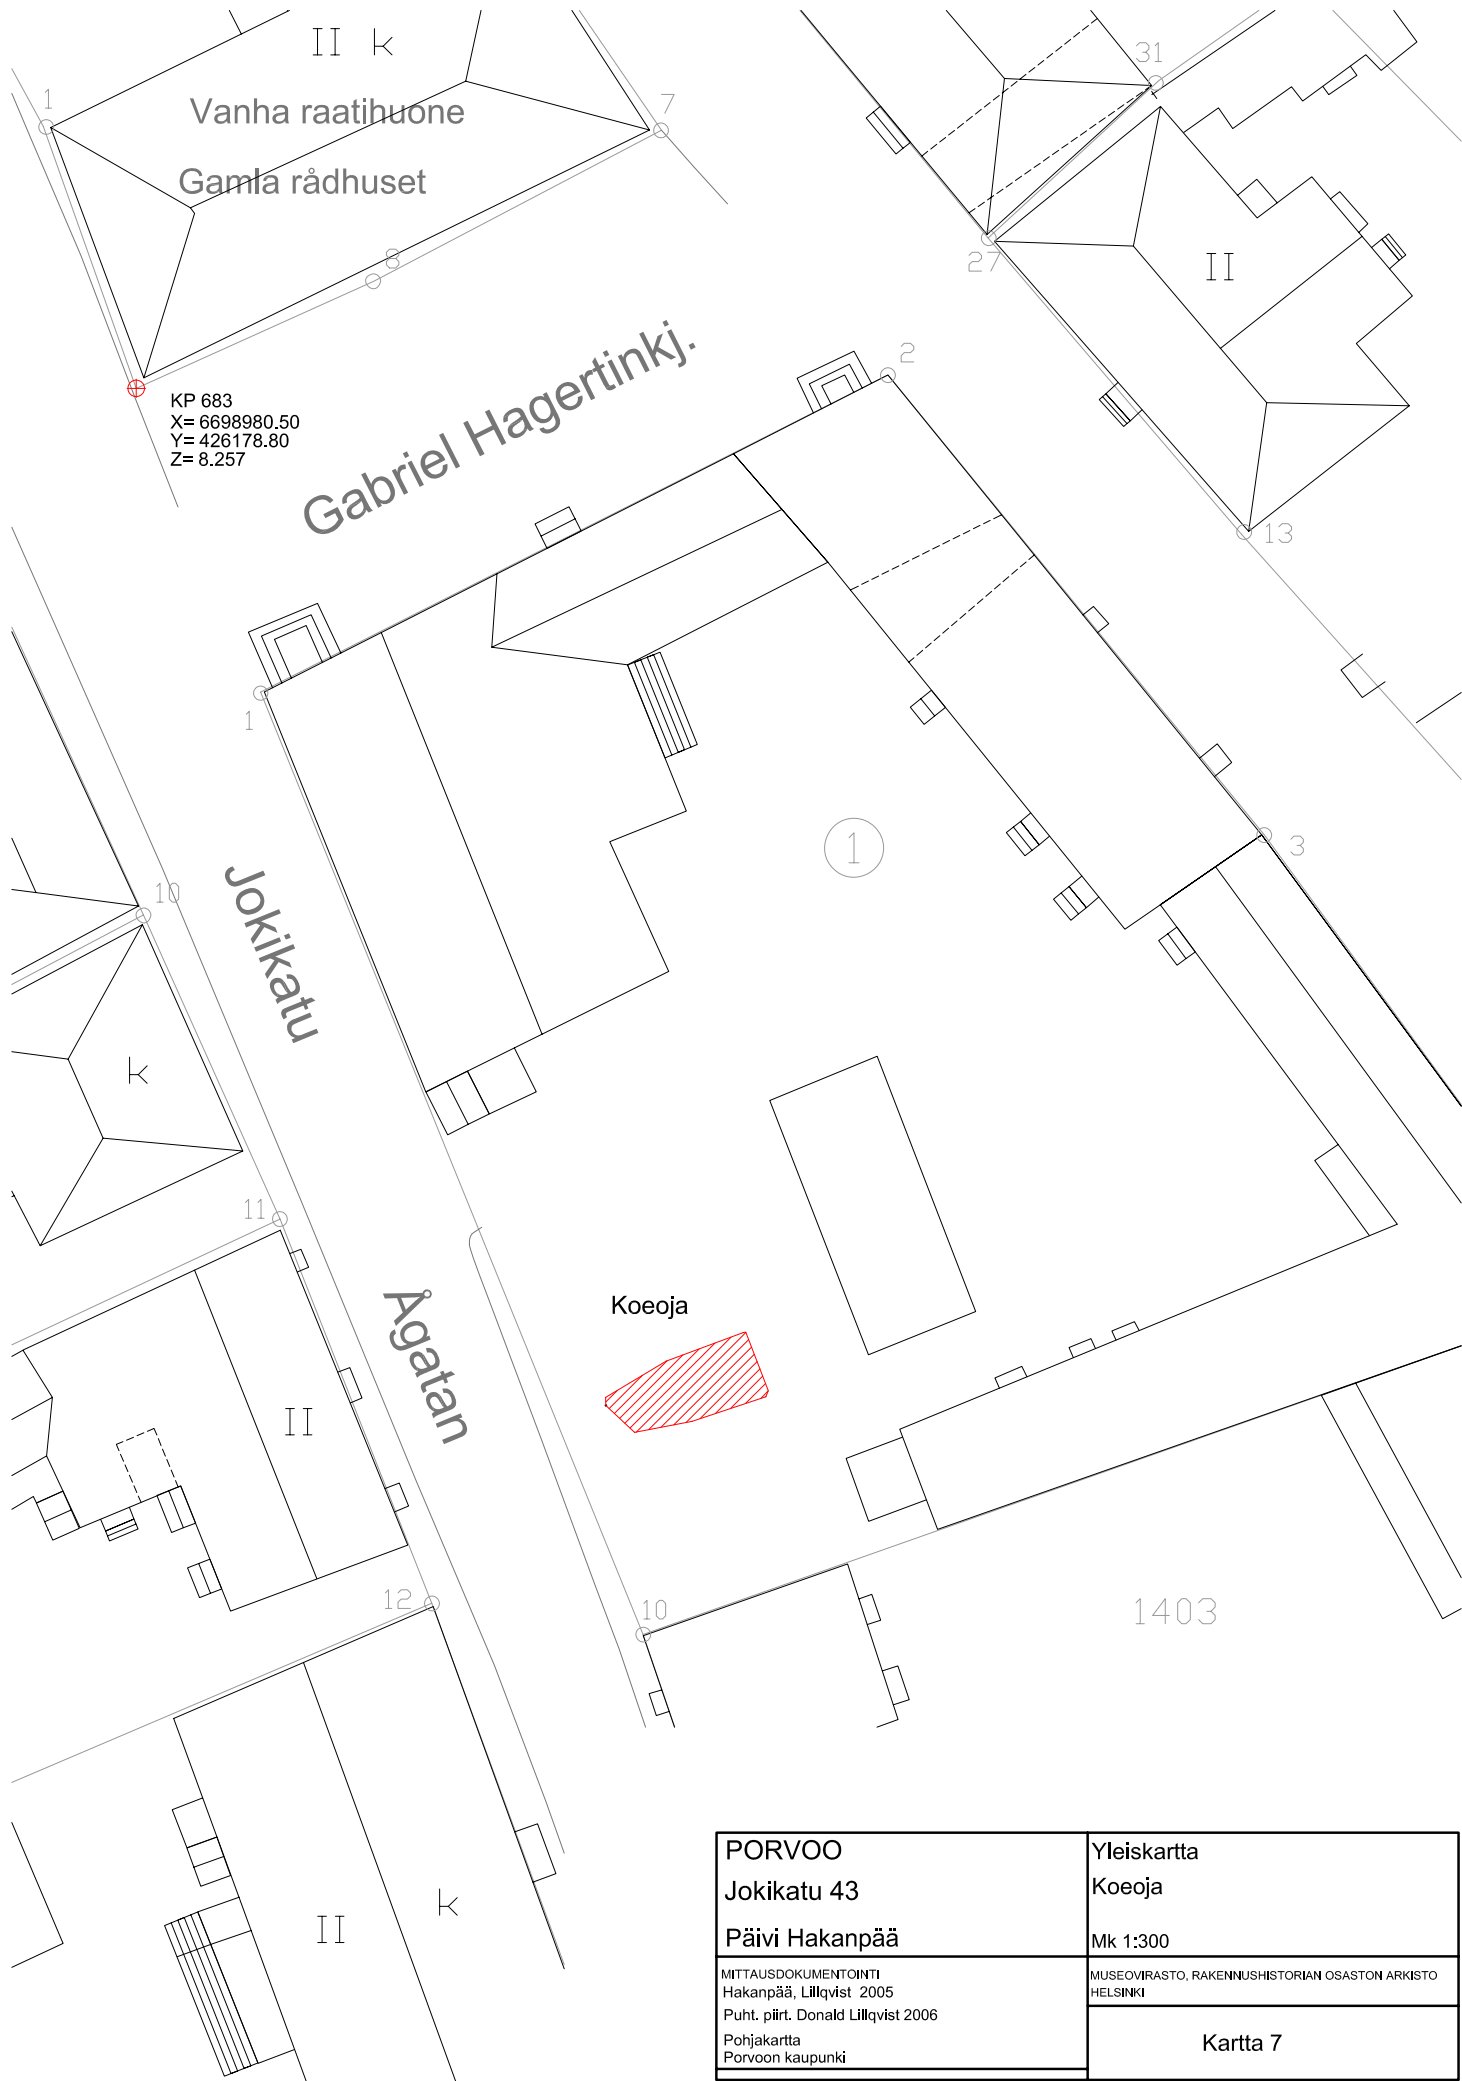 II k
31
1
7
Vanha raatihuone
Gamla rådhuset
8
27
II
2
KP 683
X= 6698980.50
Y= 426178.80
Z= 8.257
Gabriel Hagertinkj.
13
1
1
3
10
Jokikatu
k
11
Ågatan
Koeoja
II
12
10
1403
k
II
PORVOO
Jokikatu 43
Päivi Hakanpää
Yleiskartta
Koeoja
Mk 1:300
MITTAUSDOKUMENTOINTI
Hakanpää, Lillqvist 2005
Puht. piirt. Donald Lillqvist 2006
Pohjakartta
Porvoon kaupunki
MUSEOVIRASTO, RAKENNUSHISTORIAN OSASTON ARKISTO
HELSINKI
Kartta 7